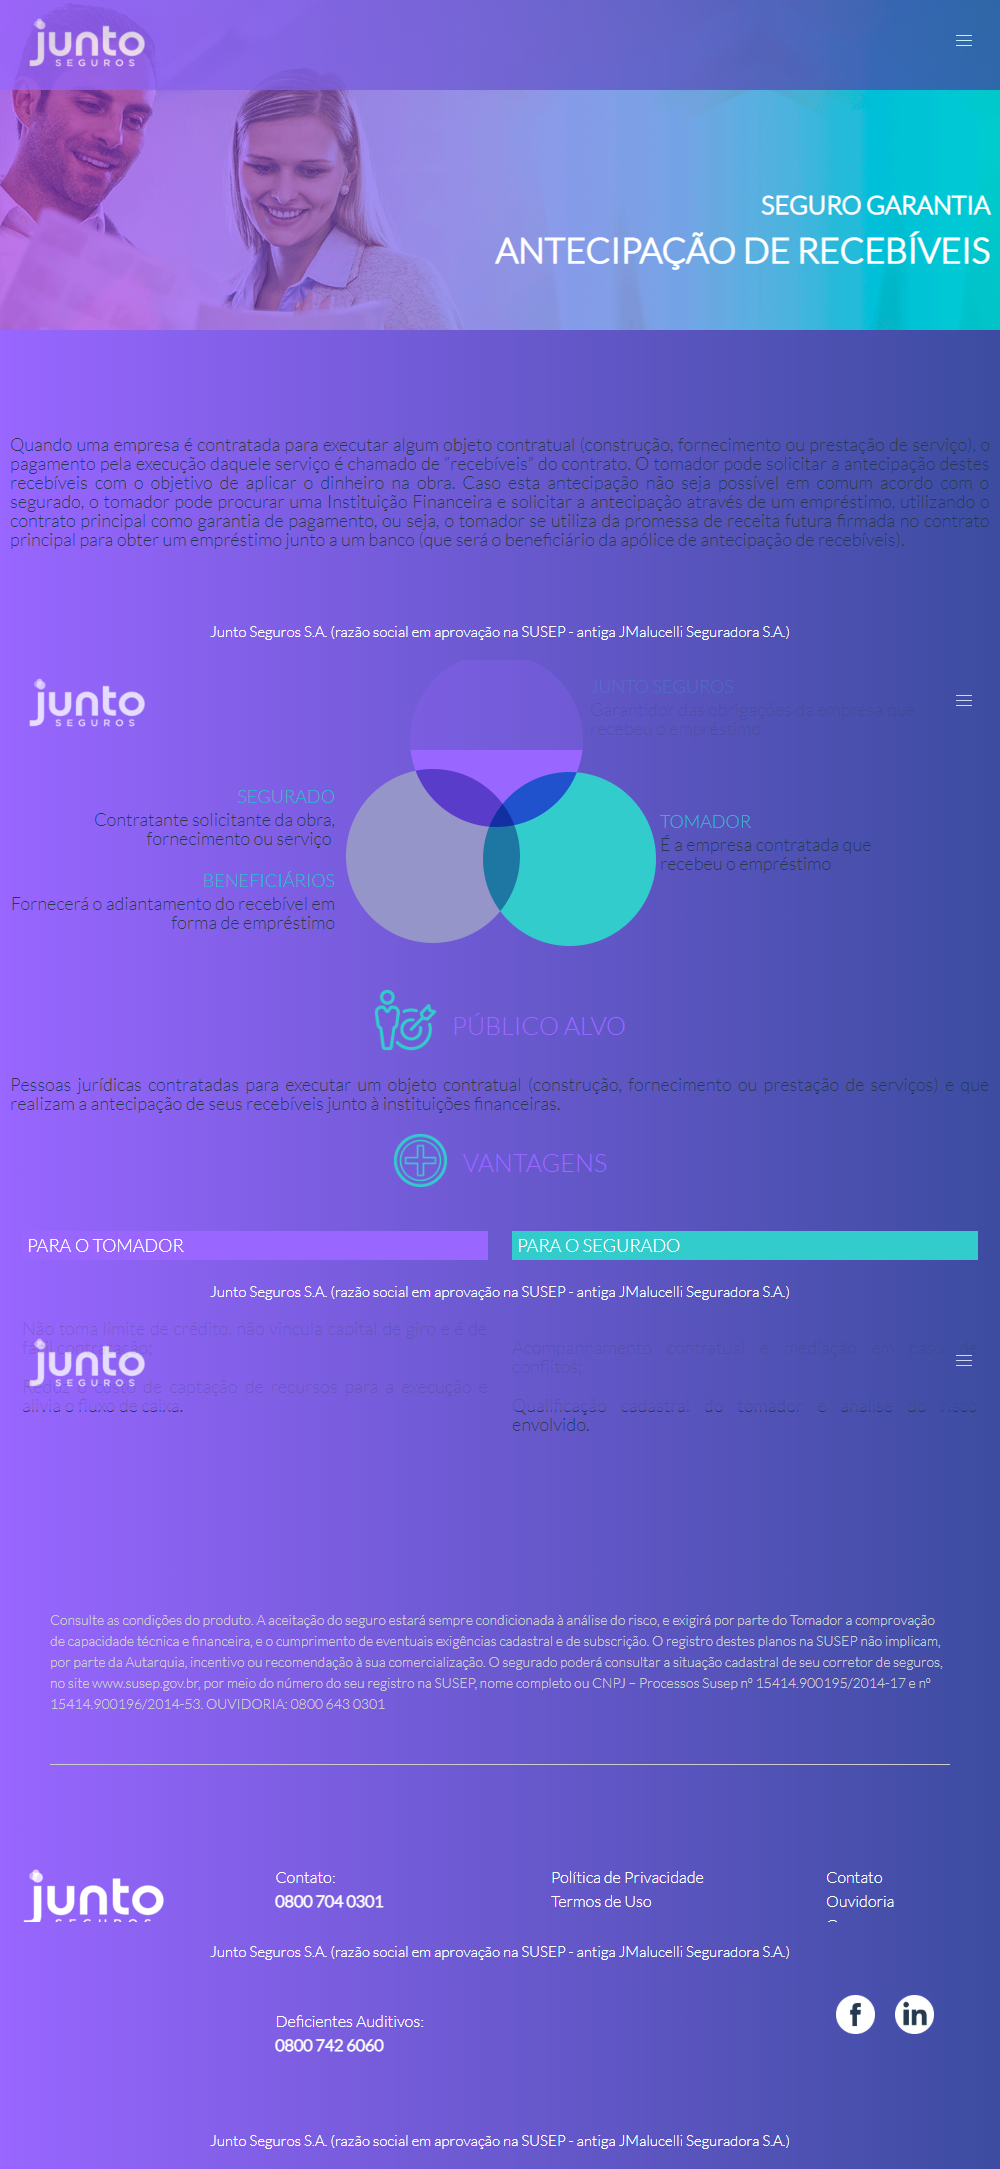 junto
SEGUROS
SEGURO GARANTIA
ANTECIPAÇÃO DE RECEBÍVEIS
Quando uma empresa é contratada para executar algum objeto contratual (construção, fornecimento ou prestação de serviço), o
pagamento pela execução daquele serviço é chamado de “recebíveis” do contrato. O tomador pode solicitar a antecipação destes
recebíveis com o objetivo de aplicar o dinheiro na obra. Caso esta antecipação não seja possível em comum acordo com o
segurado, o tomador pode procurar uma Instituição Financeira e solicitar a antecipação através de um empréstimo, utilizando o
contrato principal como garantia de pagamento, ou seja, o tomador se utiliza da promessa de receita futura firmada no contrato
principal para obter um empréstimo junto a um banco (que será o beneficiário da apólice de antecipação de recebíveis).
Junto Seguros S.A. (razão social em aprovação na SUSEP - antiga JMalucelli Seguradora S.A.)
junto
SEGUROS
JUNTO SEGUROS
Garantidor das obrigações da empresa que
recebeu o empréstimo
SEGURADO
Contratante solicitante da obra,
fornecimento ou serviço
BENEFICIÁRIOS
Fornecerá o adiantamento do recebível em
forma de empréstimo
TOMADOR
É a empresa contratada que
recebeu o empréstimo
PÚBLICO ALVO
Pessoas jurídicas contratadas para executar um objeto contratual (construção, fornecimento ou prestação de serviços) e que
realizam a antecipação de seus recebíveis junto à instituições financeiras.
VANTAGENS
PARA O TOMADOR
PARA O SEGURADO
Junto Seguros S.A. (razão social em aprovação na SUSEP - antiga JMalucelli Seguradora S.A.)
Não toma limite de crédito, não vincula capital de giro e é de
junto
SEGUROS
Reduz o custo de captação de recursos para a execução e
alivia o fluxo de caixa.
Acompanhamento contratual e mediação em caso de
conflitos;
Qualificação cadastral do tomador e análise do risco
envolvido.
Consulte as condições do produto. A aceitação do seguro estará sempre condicionada à análise do risco, e exigirá por parte do Tomador a comprovação
de capacidade técnica e financeira, e o cumprimento de eventuais exigências cadastral e de subscrição. O registro destes planos na SUSEP não implicam,
por parte da Autarquia, incentivo ou recomendação à sua comercialização. O segurado poderá consultar a situação cadastral de seu corretor de seguros,
no site www.susep.gov.br, por meio do número do seu registro na SUSEP, nome completo ou CNPJ – Processos Susep nº 15414.900195/2014-17 e nº
15414.900196/2014-53. OUVIDORIA: 0800 643 0301
junto
SEGUROS
Contato:
0800 704 0301
Política de Privacidade
Termos de Uso
Contato
Ouvidoria
Junto Seguros S.A. (razão social em aprovação na SUSEP - antiga JMalucelli Seguradora S.A.)
Deficientes Auditivos:
0800 742 6060
f
in
Junto Seguros S.A. (razão social em aprovação na SUSEP - antiga JMalucelli Seguradora S.A.)